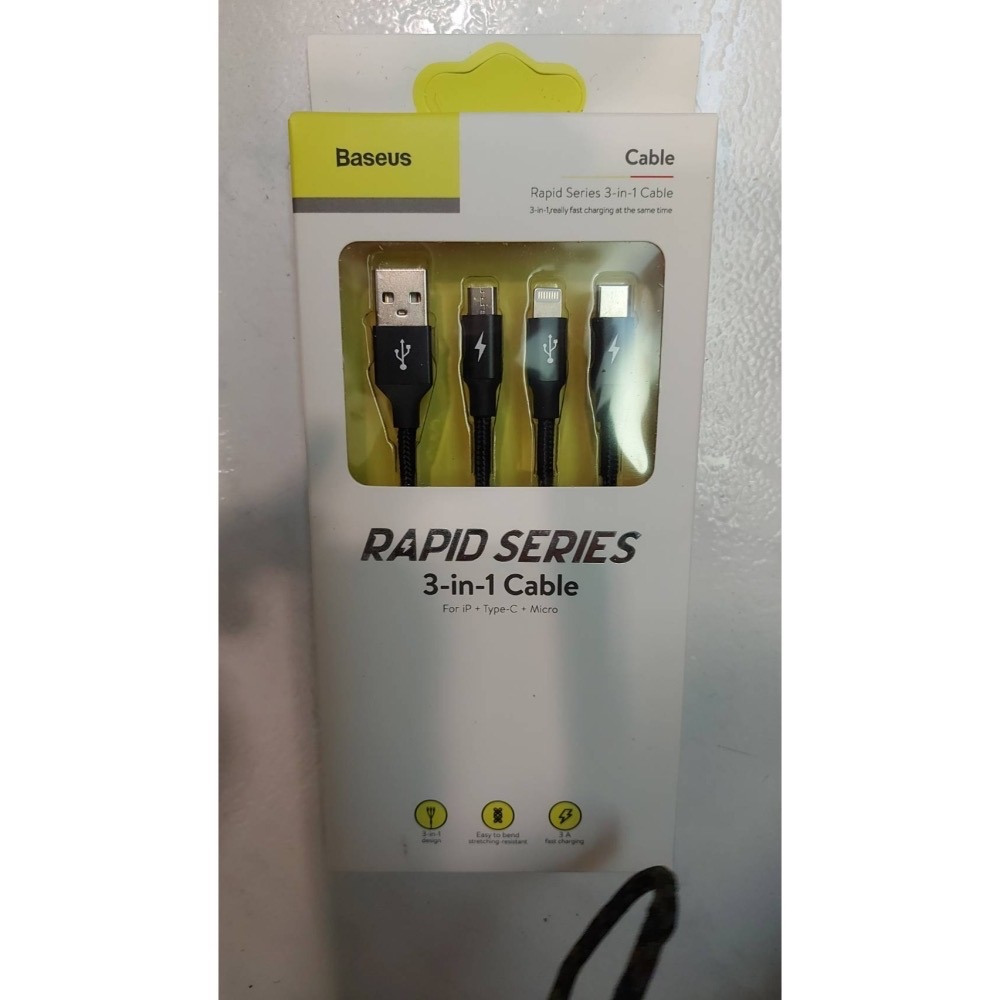 Baseus
Cable
Rapid Series 3-in-1 Cable
3-in-1,really fast charging at the same time
RAPID SERIES
3-in-1 Cable
For iP + Type-C + Micro
3-in-1
design
Easy to bend
stretching-resistant
3 A
fast charging